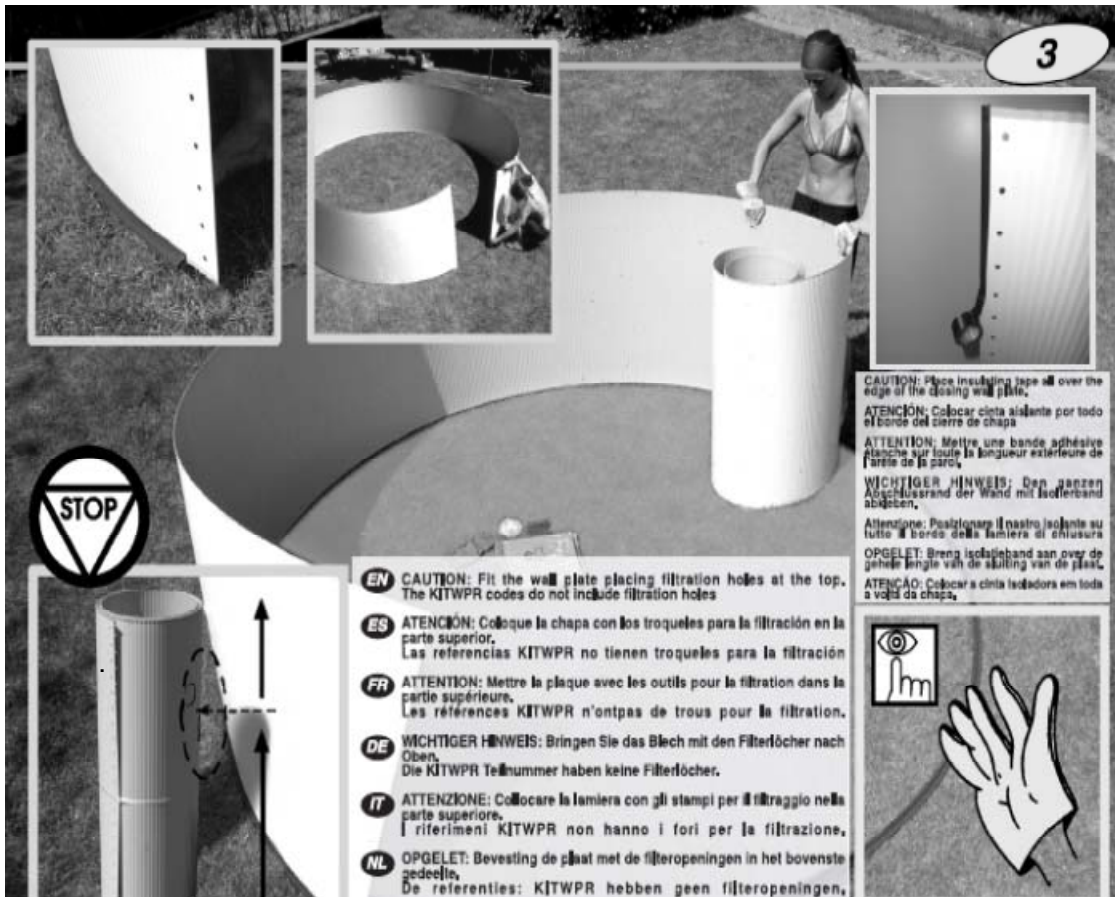 3
CAUTION: Place insulating tape all over the
edge of the closing wall plate.
ATENCIÓN: Colocar cinta aislante por todo
el borde del cierre de chapa
ATTENTION: Mettre une bande adhésive
étanche sur toute la longueur extérieure de
l'arête de la paroi.
WICHTIGER HINWEIS: Den ganzen
Abschlussrand der Wand mit Isolierband
abkleben.
Attenzione: Posizionare il nastro isolante su
tutto il bordo della lamiera di chiusura
OPGELET: Breng isolatieband aan over de
gehele lengte van de sluiting van de plaat.
ATENÇÃO: Colocar a cinta isoladora em toda
a volta da chapa.
STOP
EN CAUTION: Fit the wall plate placing filtration holes at the top.
The KITWPR codes do not include filtration holes
ES ATENCIÓN: Coloque la chapa con los troqueles para la filtración en la
parte superior.
Las referencias KITWPR no tienen troqueles para la filtración
FR ATTENTION: Mettre la plaque avec les outils pour la filtration dans la
partie supérieure.
Les références KITWPR n'ontpas de trous pour la filtration.
DE WICHTIGER HINWEIS: Bringen Sie das Blech mit den Filterlöcher nach
Oben.
Die KITWPR Teilnummer haben keine Filterlöcher.
IT ATTENZIONE: Collocare la lamiera con gli stampi per il filtraggio nella
parte superiore.
I riferimeni KITWPR non hanno i fori per la filtrazione.
NL OPGELET: Bevesting de plaat met de filteropeningen in het bovenste
gedeelte.
De referenties: KITWPR hebben geen filteropeningen.